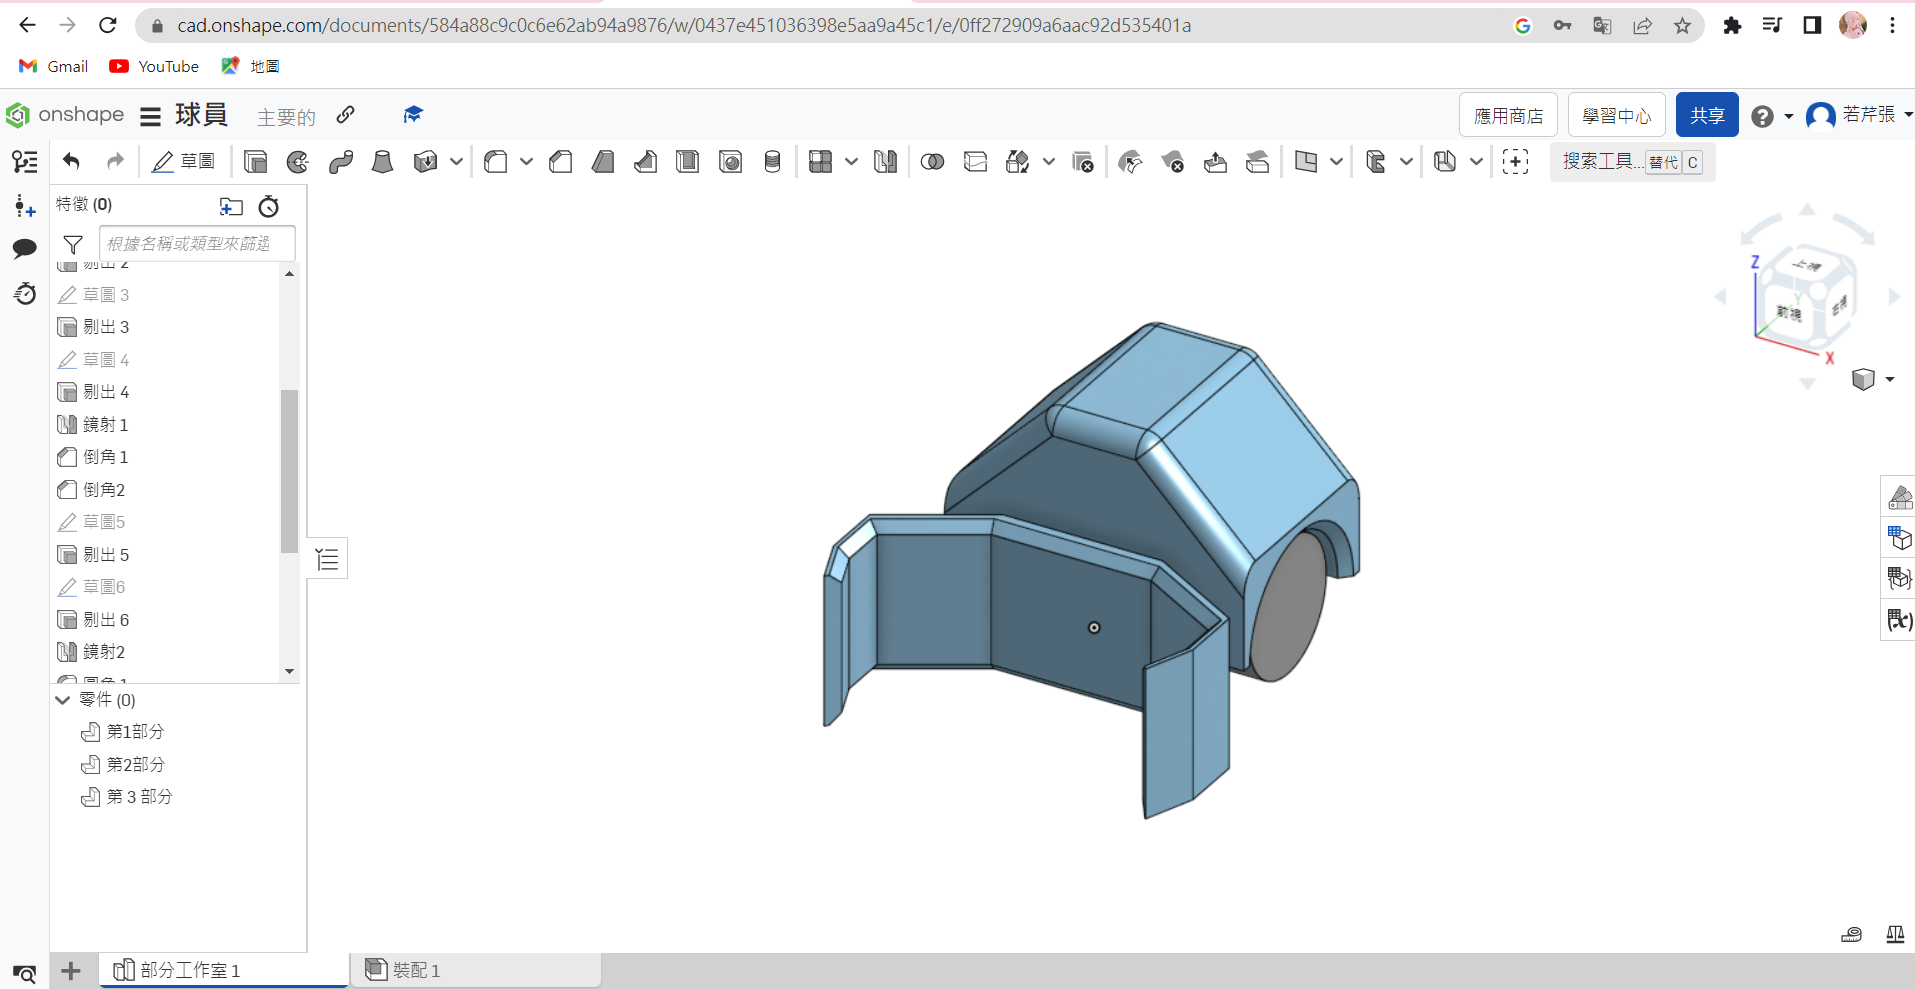 cad.onshape.com/documents/584a88c9c0c6e62ab94a9876/w/0437e451036398e5aa9a45c1/e/0ff272909a6aac92d535401a
Gmail YouTube 地圖
onshape 球員 主要的 應用商店 學習中心 共享 若芹張
草圖 搜索工具... 替代 C
特徵 (0)
根據名稱或類型來篩選
剔出 2
草圖 3
剔出 3
草圖 4
剔出 4
鏡射 1
倒角 1
倒角2
草圖5
剔出 5
草圖6
剔出 6
鏡射2
圓角 1
零件 (0)
第1部分
第2部分
第 3 部分
Z
上視
Y
前視
右視
X
部分工作室 1 裝配 1